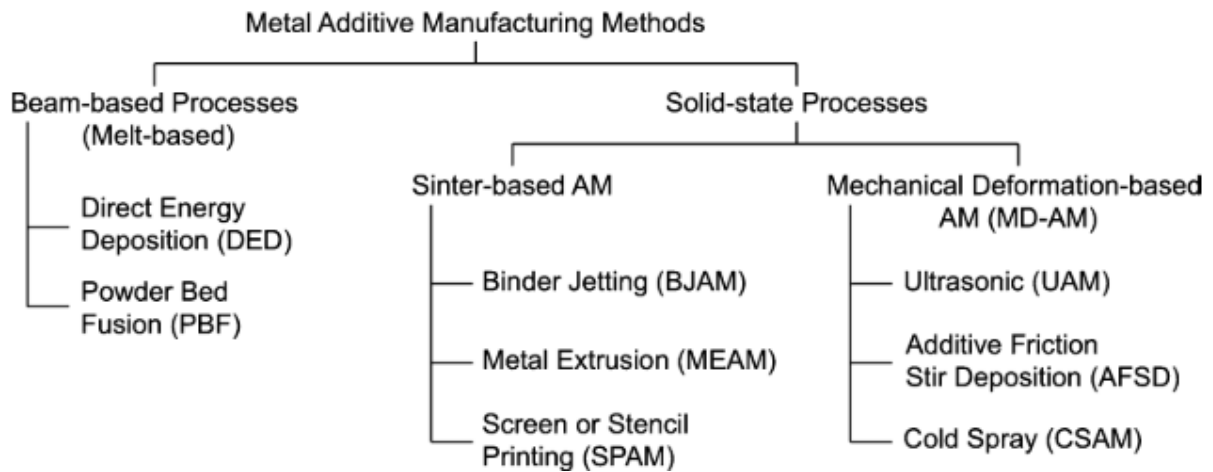 Metal Additive Manufacturing Methods
Beam-based Processes
(Melt-based)
Direct Energy
Deposition (DED)
Powder Bed
Fusion (PBF)
Solid-state Processes
Sinter-based AM
Binder Jetting (BJAM)
Metal Extrusion (MEAM)
Screen or Stencil
Printing (SPAM)
Mechanical Deformation-based
AM (MD-AM)
Ultrasonic (UAM)
Additive Friction
Stir Deposition (AFSD)
Cold Spray (CSAM)